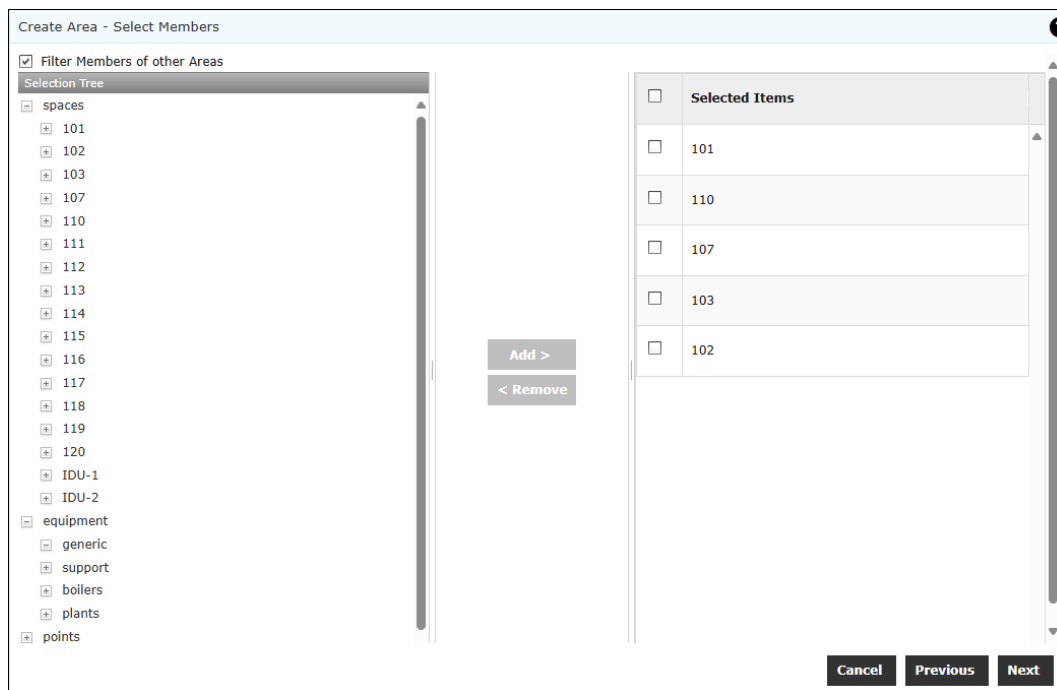 Create Area - Select Members
Filter Members of other Areas
Selection Tree
spaces
101
102
103
107
110
111
112
113
114
115
116
117
118
119
120
IDU-1
IDU-2
equipment
generic
support
boilers
plants
points
Add >
< Remove
Selected Items
101
110
107
103
102
Cancel Previous Next